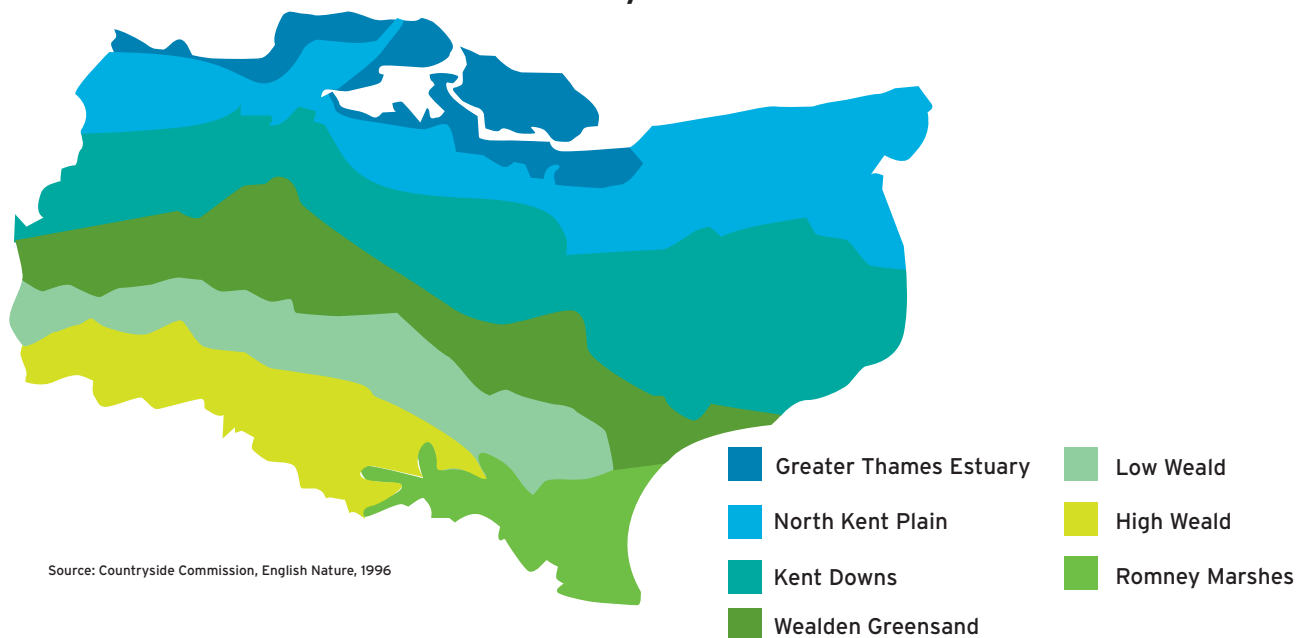 Greater Thames Estuary
North Kent Plain
Kent Downs
Wealden Greensand
Low Weald
High Weald
Romney Marshes
Source: Countryside Commission, English Nature, 1996